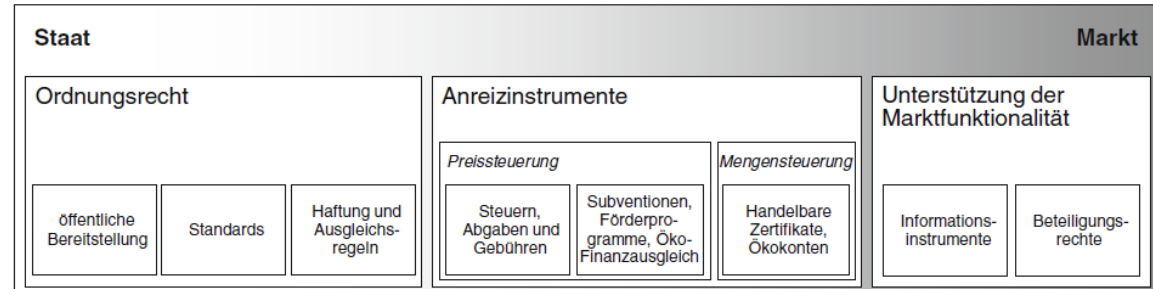 Staat
Markt
Ordnungsrecht
öffentliche
Bereitstellung
Standards
Haftung und
Ausgleichs-
regeln
Anreizinstrumente
Preissteuerung
Steuern,
Abgaben und
Gebühren
Subventionen,
Förderpro-
gramme, Öko-
Finanzausgleich
Mengensteuerung
Handelbare
Zertifikate,
Ökokonten
Unterstützung der
Marktfunktionalität
Informations-
instrumente
Beteiligungs-
rechte